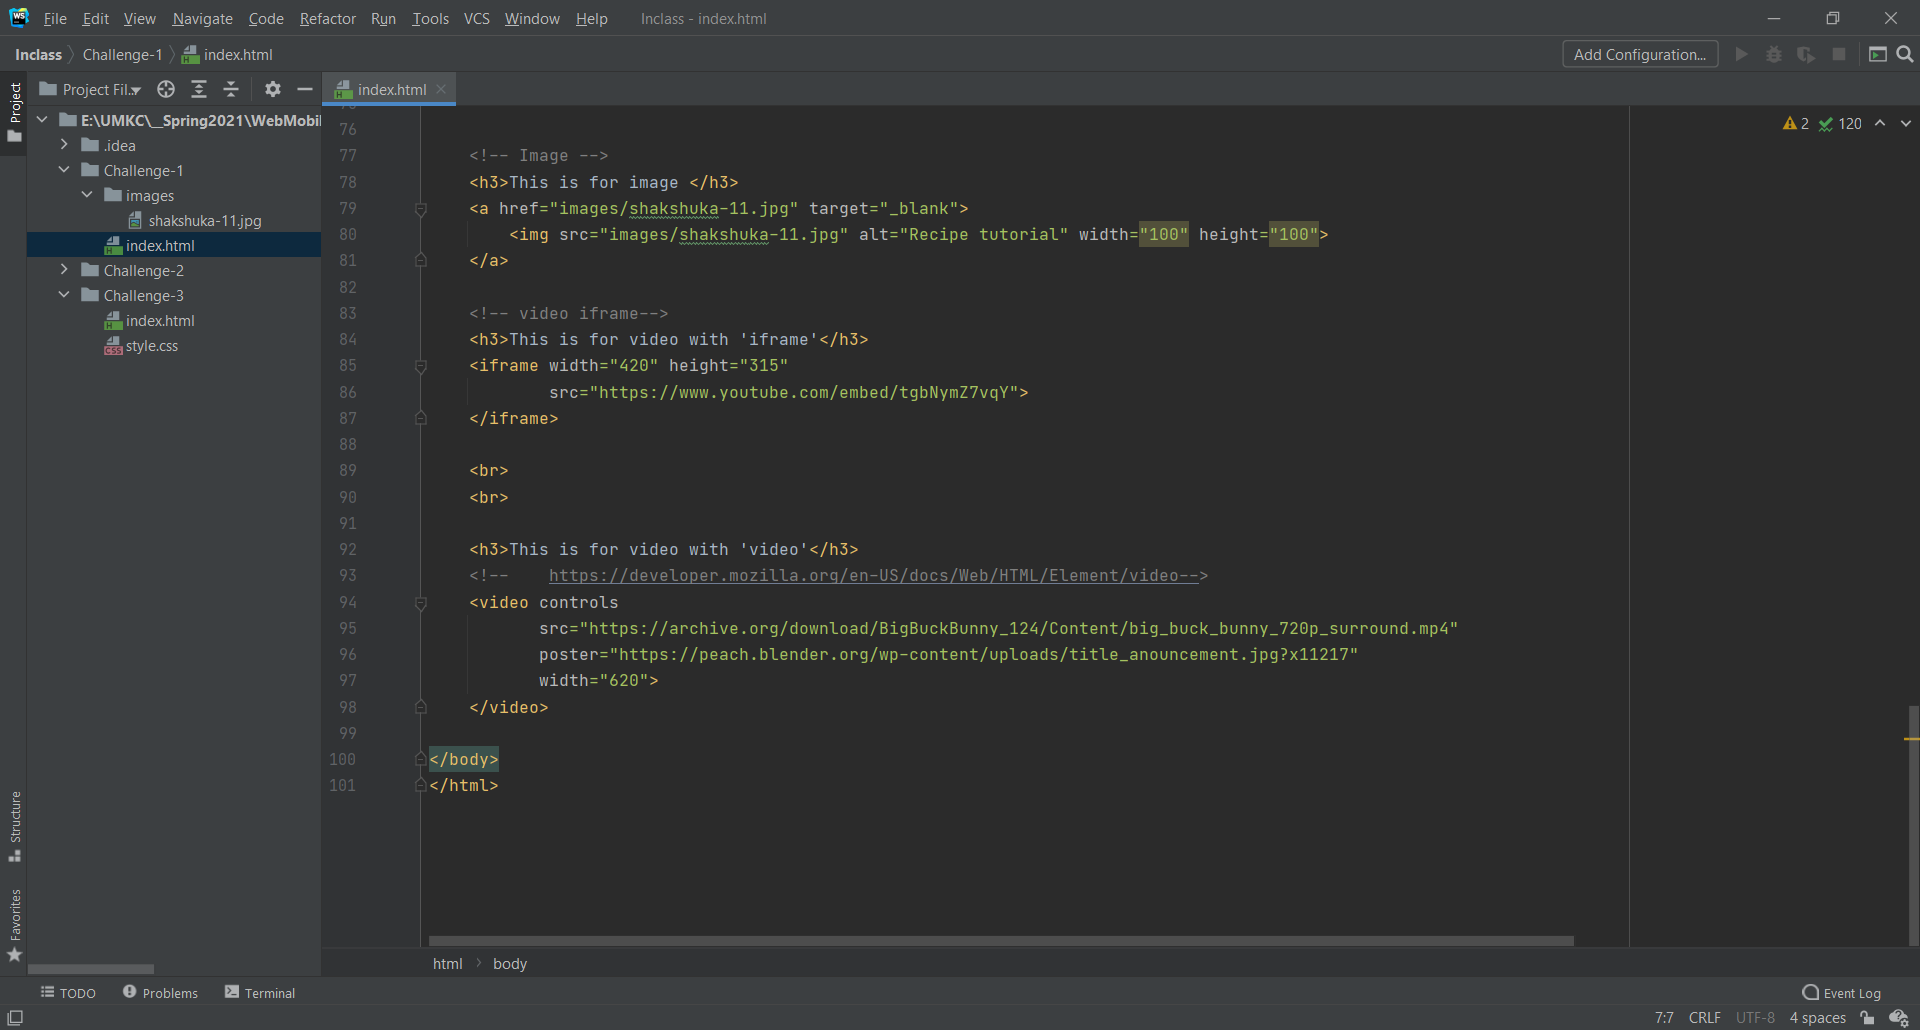 WS File Edit View Navigate Code Refactor Run Tools VCS Window Help Inclass - index.html
Inclass Challenge-1 index.html Add Configuration...
Project Project Fil.. index.html
E:\UMKC\__Spring2021\WebMobil
.idea
Challenge-1
images
shakshuka-11.jpg
index.html
Challenge-2
Challenge-3
index.html
style.css
2 120
76
77 <!-- Image -->
78 <h3>This is for image </h3>
79 <a href="images/shakshuka-11.jpg" target="_blank">
80 <img src="images/shakshuka-11.jpg" alt="Recipe tutorial" width="100" height="100">
81 </a>
82
83 <!-- video iframe-->
84 <h3>This is for video with 'iframe'</h3>
85 <iframe width="420" height="315"
86 src="https://www.youtube.com/embed/tgbNymZ7vqY">
87 </iframe>
88
89 <br>
90 <br>
91
92 <h3>This is for video with 'video'</h3>
93 <!-- https://developer.mozilla.org/en-US/docs/Web/HTML/Element/video-->
94 <video controls
95 src="https://archive.org/download/BigBuckBunny_124/Content/big_buck_bunny_720p_surround.mp4"
96 poster="https://peach.blender.org/wp-content/uploads/title_anouncement.jpg?x11217"
97 width="620">
98 </video>
99
100 </body>
101 </html>
Structure
Favorites
html body
TODO Problems Terminal Event Log
7:7 CRLF UTF-8 4 spaces